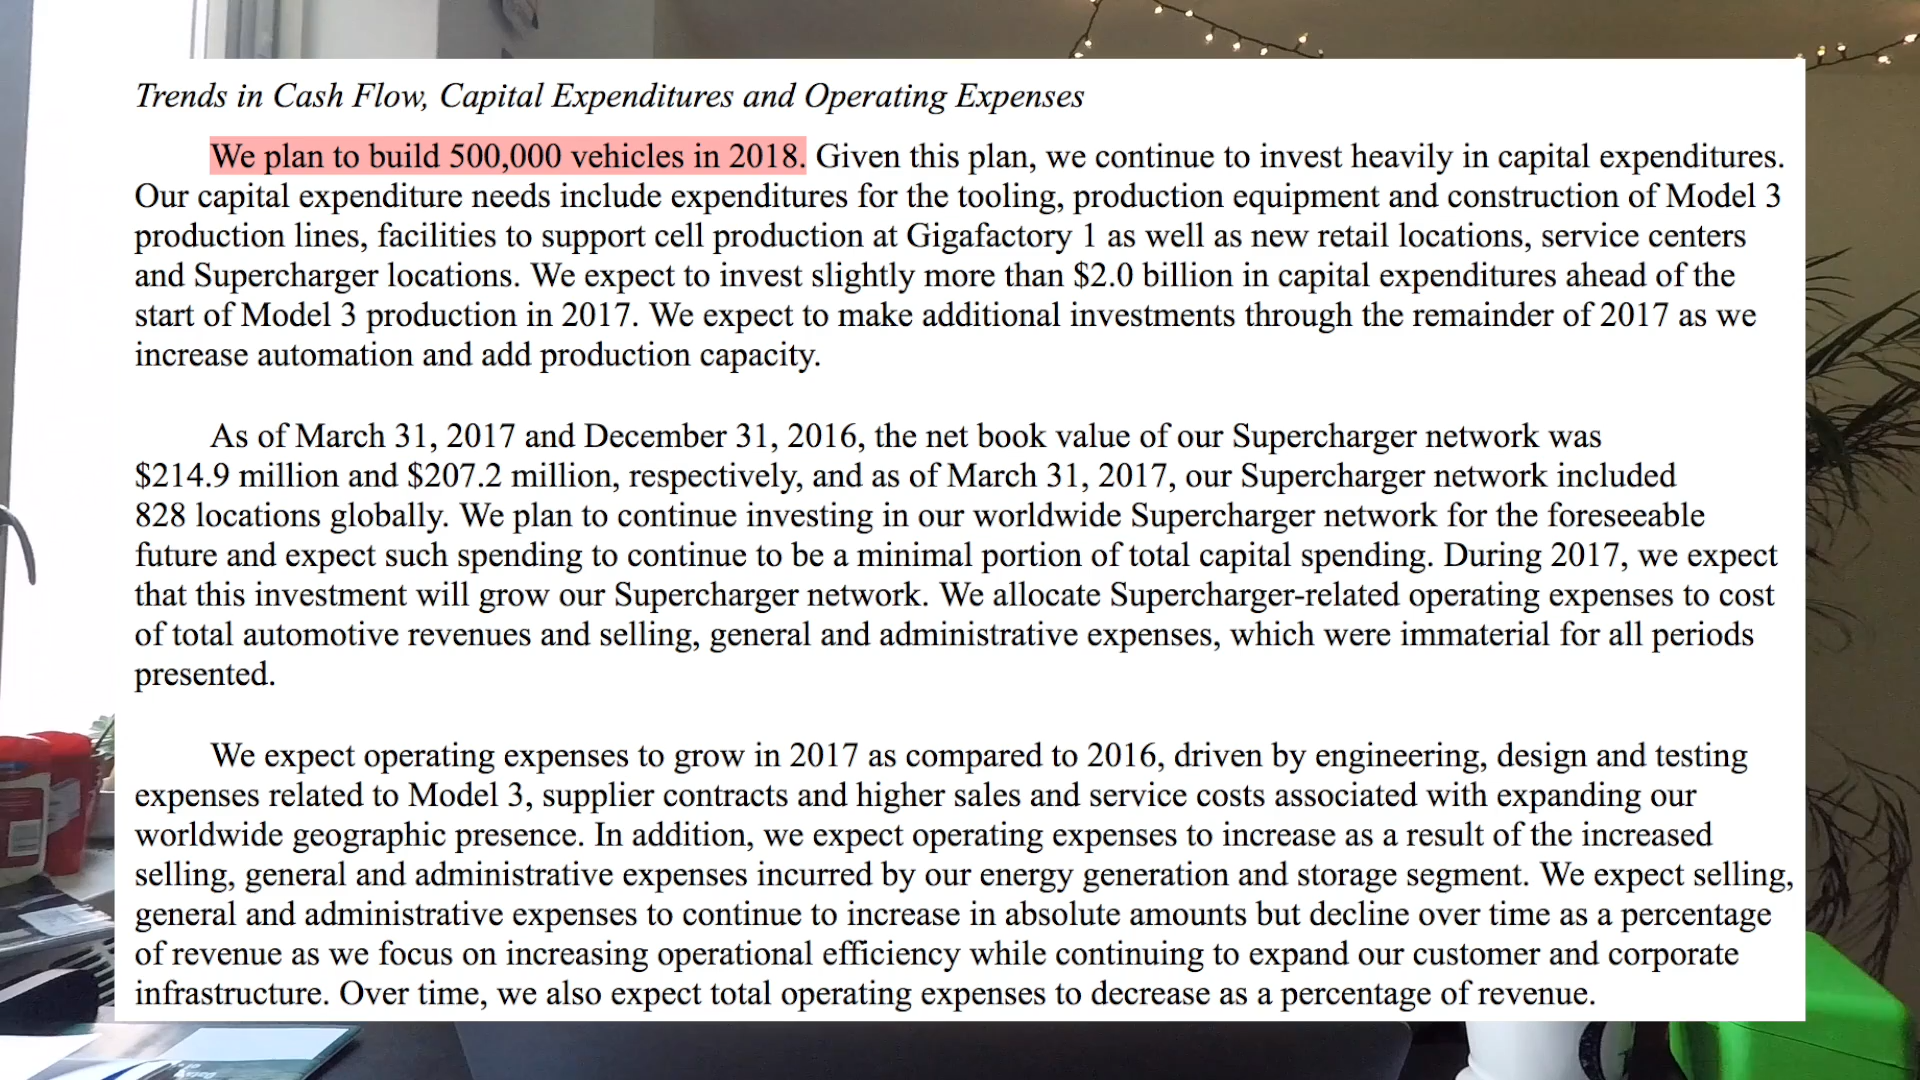 Trends in Cash Flow, Capital Expenditures and Operating Expenses
We plan to build 500,000 vehicles in 2018. Given this plan, we continue to invest heavily in capital expenditures.
Our capital expenditure needs include expenditures for the tooling, production equipment and construction of Model 3
production lines, facilities to support cell production at Gigafactory 1 as well as new retail locations, service centers
and Supercharger locations. We expect to invest slightly more than $2.0 billion in capital expenditures ahead of the
start of Model 3 production in 2017. We expect to make additional investments through the remainder of 2017 as we
increase automation and add production capacity.
As of March 31, 2017 and December 31, 2016, the net book value of our Supercharger network was
$214.9 million and $207.2 million, respectively, and as of March 31, 2017, our Supercharger network included
828 locations globally. We plan to continue investing in our worldwide Supercharger network for the foreseeable
future and expect such spending to continue to be a minimal portion of total capital spending. During 2017, we expect
that this investment will grow our Supercharger network. We allocate Supercharger-related operating expenses to cost
of total automotive revenues and selling, general and administrative expenses, which were immaterial for all periods
presented.
We expect operating expenses to grow in 2017 as compared to 2016, driven by engineering, design and testing
expenses related to Model 3, supplier contracts and higher sales and service costs associated with expanding our
worldwide geographic presence. In addition, we expect operating expenses to increase as a result of the increased
selling, general and administrative expenses incurred by our energy generation and storage segment. We expect selling,
general and administrative expenses to continue to increase in absolute amounts but decline over time as a percentage
of revenue as we focus on increasing operational efficiency while continuing to expand our customer and corporate
infrastructure. Over time, we also expect total operating expenses to decrease as a percentage of revenue.